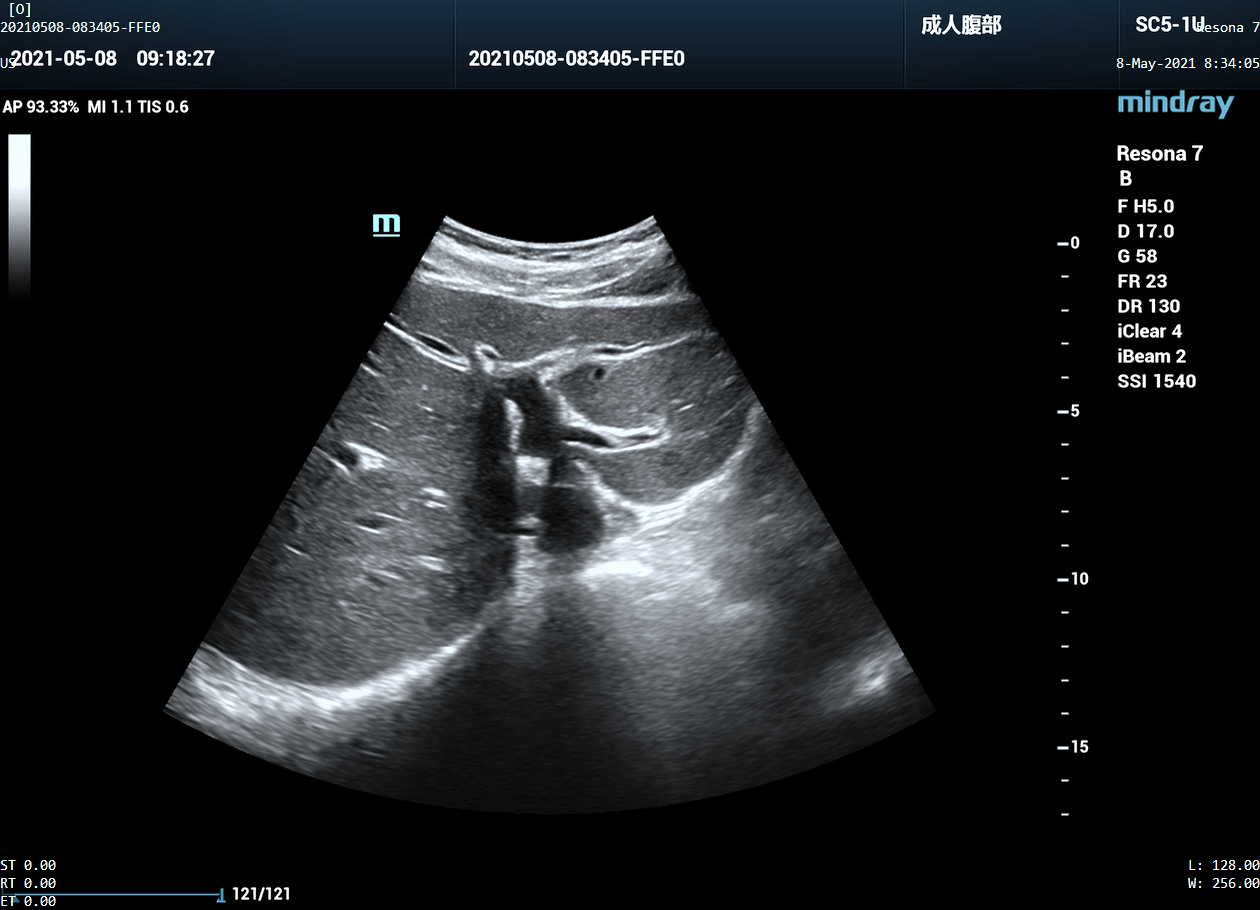 [O]
20210508-083405-FFE0
US
2021-05-08 09:18:27
20210508-083405-FFE0
成人腹部
SC5-1U
Resona 7
8-May-2021 8:34:05
AP 93.33% MI 1.1 TIS 0.6
mindray
Resona 7
B
F H5.0
D 17.0
G 58
FR 23
DR 130
iClear 4
iBeam 2
SSI 1540
m
0
5
10
15
ST 0.00
RT 0.00
ET 0.00
121/121
L: 128.00
W: 256.00